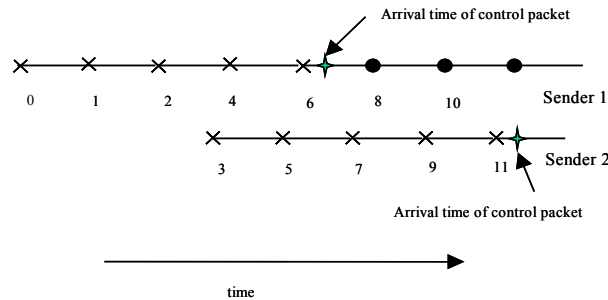 Arrival time of control packet
0 1 2 4 6 8 10 Sender 1
3 5 7 9 11 Sender 2
Arrival time of control packet
time